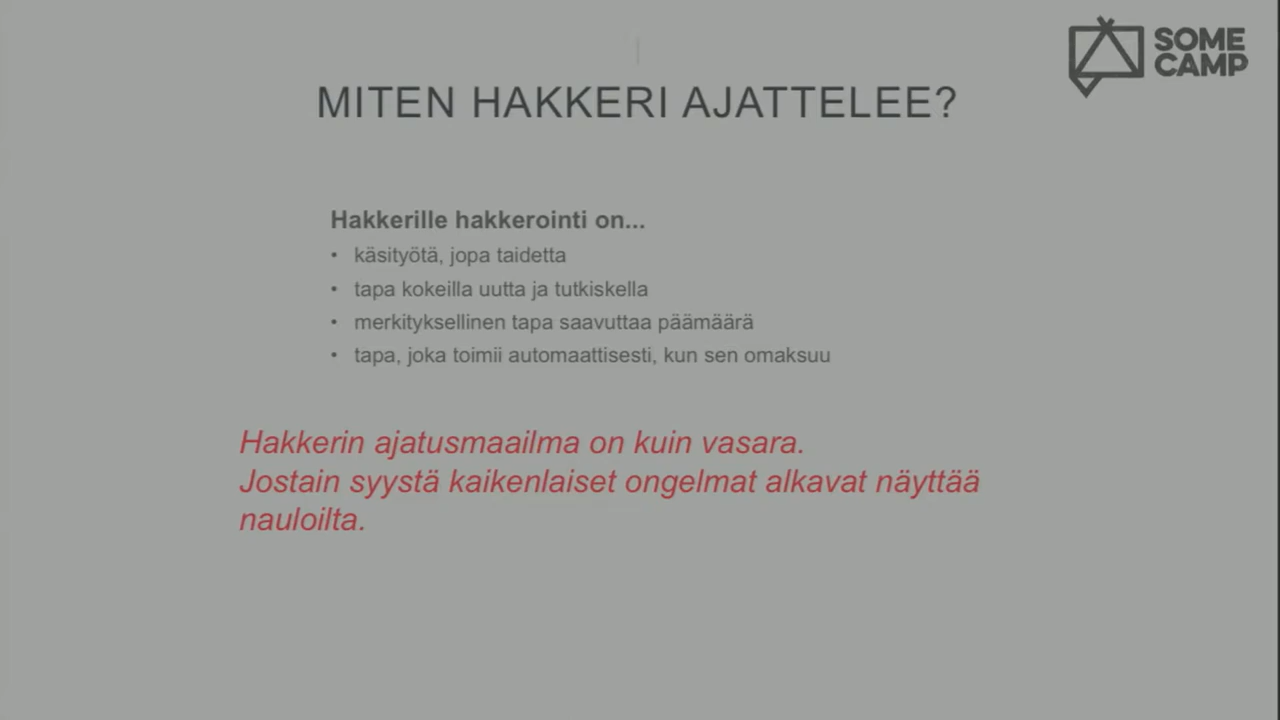 SOME
CAMP
MITEN HAKKERI AJATTELEE?
Hakkerille hakkerointi on...
• käsityötä, jopa taidetta
• tapa kokeilla uutta ja tutkiskella
• merkityksellinen tapa saavuttaa päämäärä
• tapa, joka toimii automaattisesti, kun sen omaksuu
Hakkerin ajatusmaailma on kuin vasara.
Jostain syystä kaikenlaiset ongelmat alkavat näyttää
nauloilta.